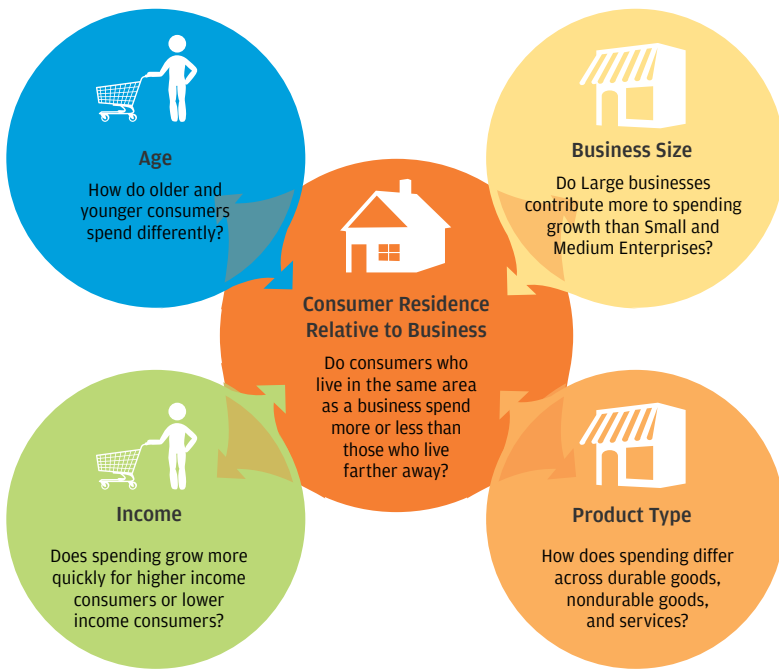 Age
How do older and
younger consumers
spend differently?
Business Size
Do Large businesses
contribute more to spending
growth than Small and
Medium Enterprises?
Consumer Residence
Relative to Business
Do consumers who
live in the same area
as a business spend
more or less than
those who live
farther away?
Income
Does spending grow more
quickly for higher income
consumers or lower
income consumers?
Product Type
How does spending differ
across durable goods,
nondurable goods,
and services?